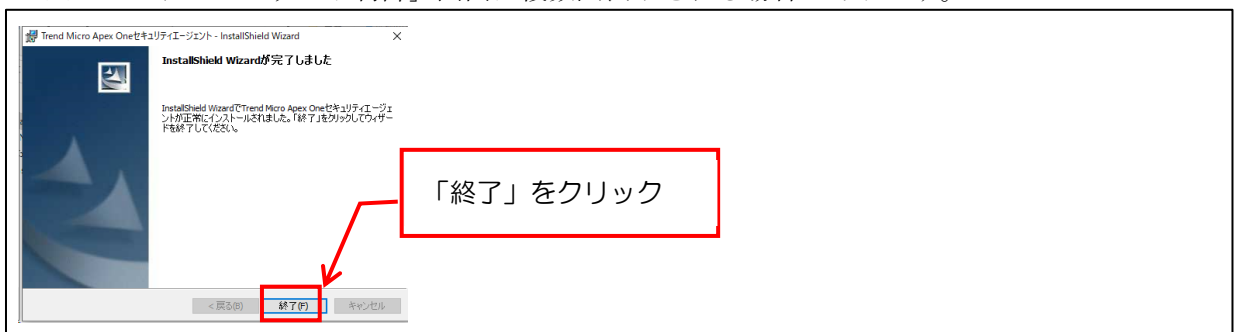 Trend Micro Apex Oneセキュリティエージェント - InstallShield Wizard
InstallShield Wizardが完了しました
InstallShield WizardでTrend Micro Apex Oneセキュリティエージェ
ントが正常にインストールされました。「終了」をクリックしてウィザー
ドを終了してください。
「終了」をクリック
< 戻る(B)
終了(F)
キャンセル